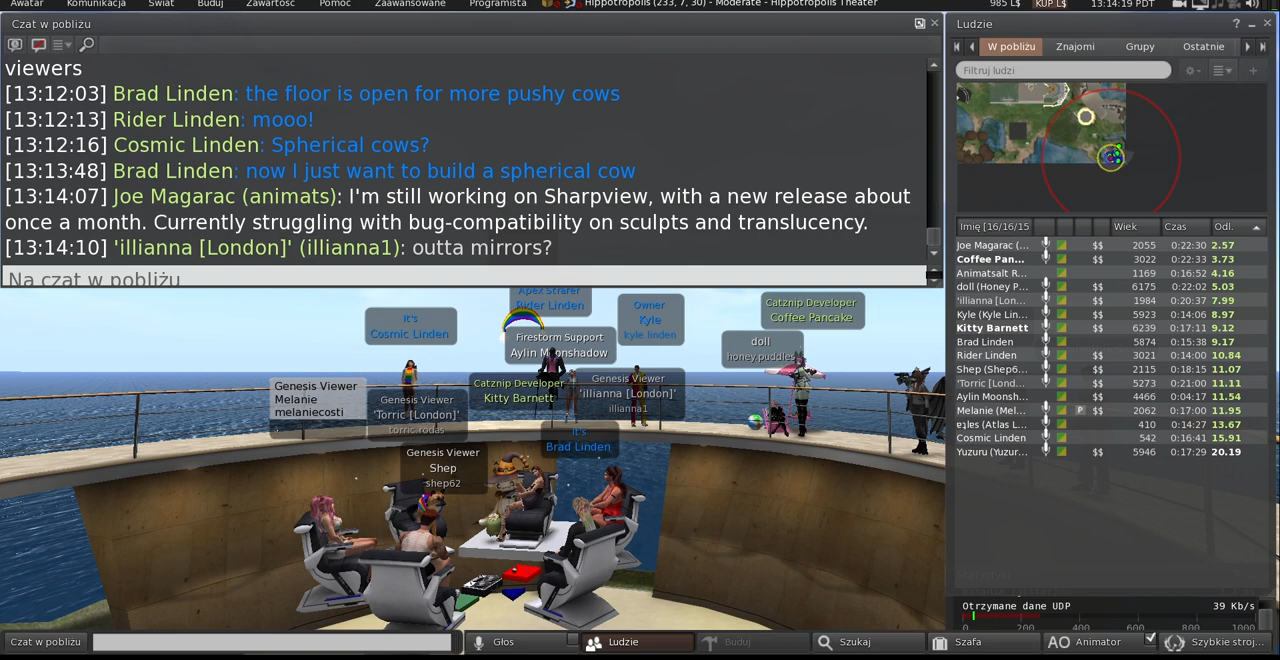 Awatar Komunikacja Świat Buduj Zawartość Pomoc Zaawansowane Programista Hippotropolis (233, 7, 30) - Moderate - Hippotropolis Theater 985 L$ KUP L$ 13:14:19 PDT
Czat w pobliżu
viewers
[13:12:03] Brad Linden: the floor is open for more pushy cows
[13:12:13] Rider Linden: mooo!
[13:12:16] Cosmic Linden: Spherical cows?
[13:13:48] Brad Linden: now I just want to build a spherical cow
[13:14:07] Joe Magarac (animats): I'm still working on Sharpview, with a new release about
once a month. Currently struggling with bug-compatibility on sculpts and translucency.
[13:14:10] 'illianna [London]' (illianna1): outta mirrors?
Na czat w pobliżu
Ludzie
W pobliżu Znajomi Grupy Ostatnie
Filtruj ludzi
Imię [16/16/15 Wiek Czas Odl.
Joe Magarac (... $$ 2055 0:22:30 2.57
Coffee Pan... $$ 3022 0:22:33 3.73
Animatsalt R... 1169 0:16:52 4.16
doll (Honey P... $$ 6175 0:22:02 5.03
'illianna [Lon... $$ 1984 0:20:37 7.99
Kyle (Kyle Lin... $$ 5923 0:14:06 8.97
Kitty Barnett $$ 6239 0:17:11 9.12
Brad Linden 5874 0:15:38 9.17
Rider Linden $$ 3021 0:14:00 10.84
Shep (Shep6... $$ 2115 0:18:15 11.07
'Torric [Lond... $$ 5273 0:21:00 11.11
Aylin Moonsh... $$ 4466 0:04:17 11.54
Melanie (Mel... P $$ 2062 0:17:00 11.95
(Atlas L... 410 0:14:27 13.67
Cosmic Linden 542 0:16:41 15.91
Yuzuru (Yuzur... $$ 5946 0:17:29 20.19
Otrzymane dane UDP 39 Kb/s
0 200 400 600 800 1000
It's
Cosmic Linden
Apex Strafer
Rider Linden
Firestorm Support
Aylin Moonshadow
Owner
Kyle
kyle linden
Catznip Developer
Coffee Pancake
doll
honey.puddles
Genesis Viewer
Melanie
melaniecosti
Genesis Viewer
'Torric [London]'
torric.rodas
Catznip Developer
Kitty Barnett
Genesis Viewer
'illianna [London]'
illianna1
It's
Brad Linden
Genesis Viewer
Shep
shep62
Czat w pobliżu Głos Ludzie Buduj Szukaj Szafa AO Animator Szybkie stroj...